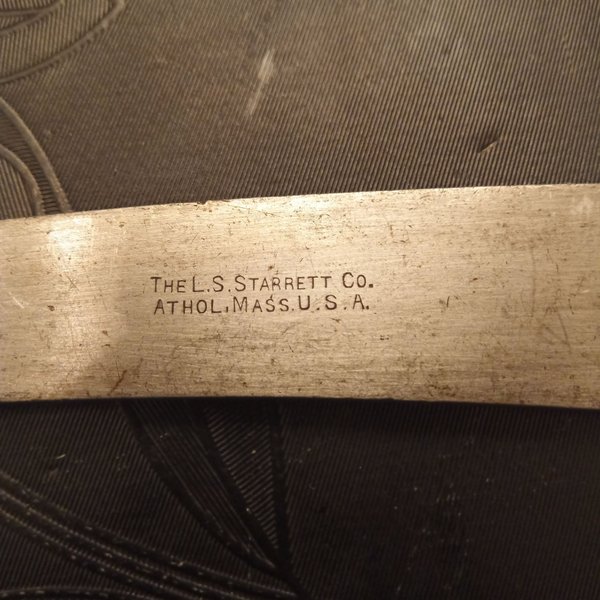 THE L.S. STARRETT CO.
ATHOL, MASS. U.S.A.